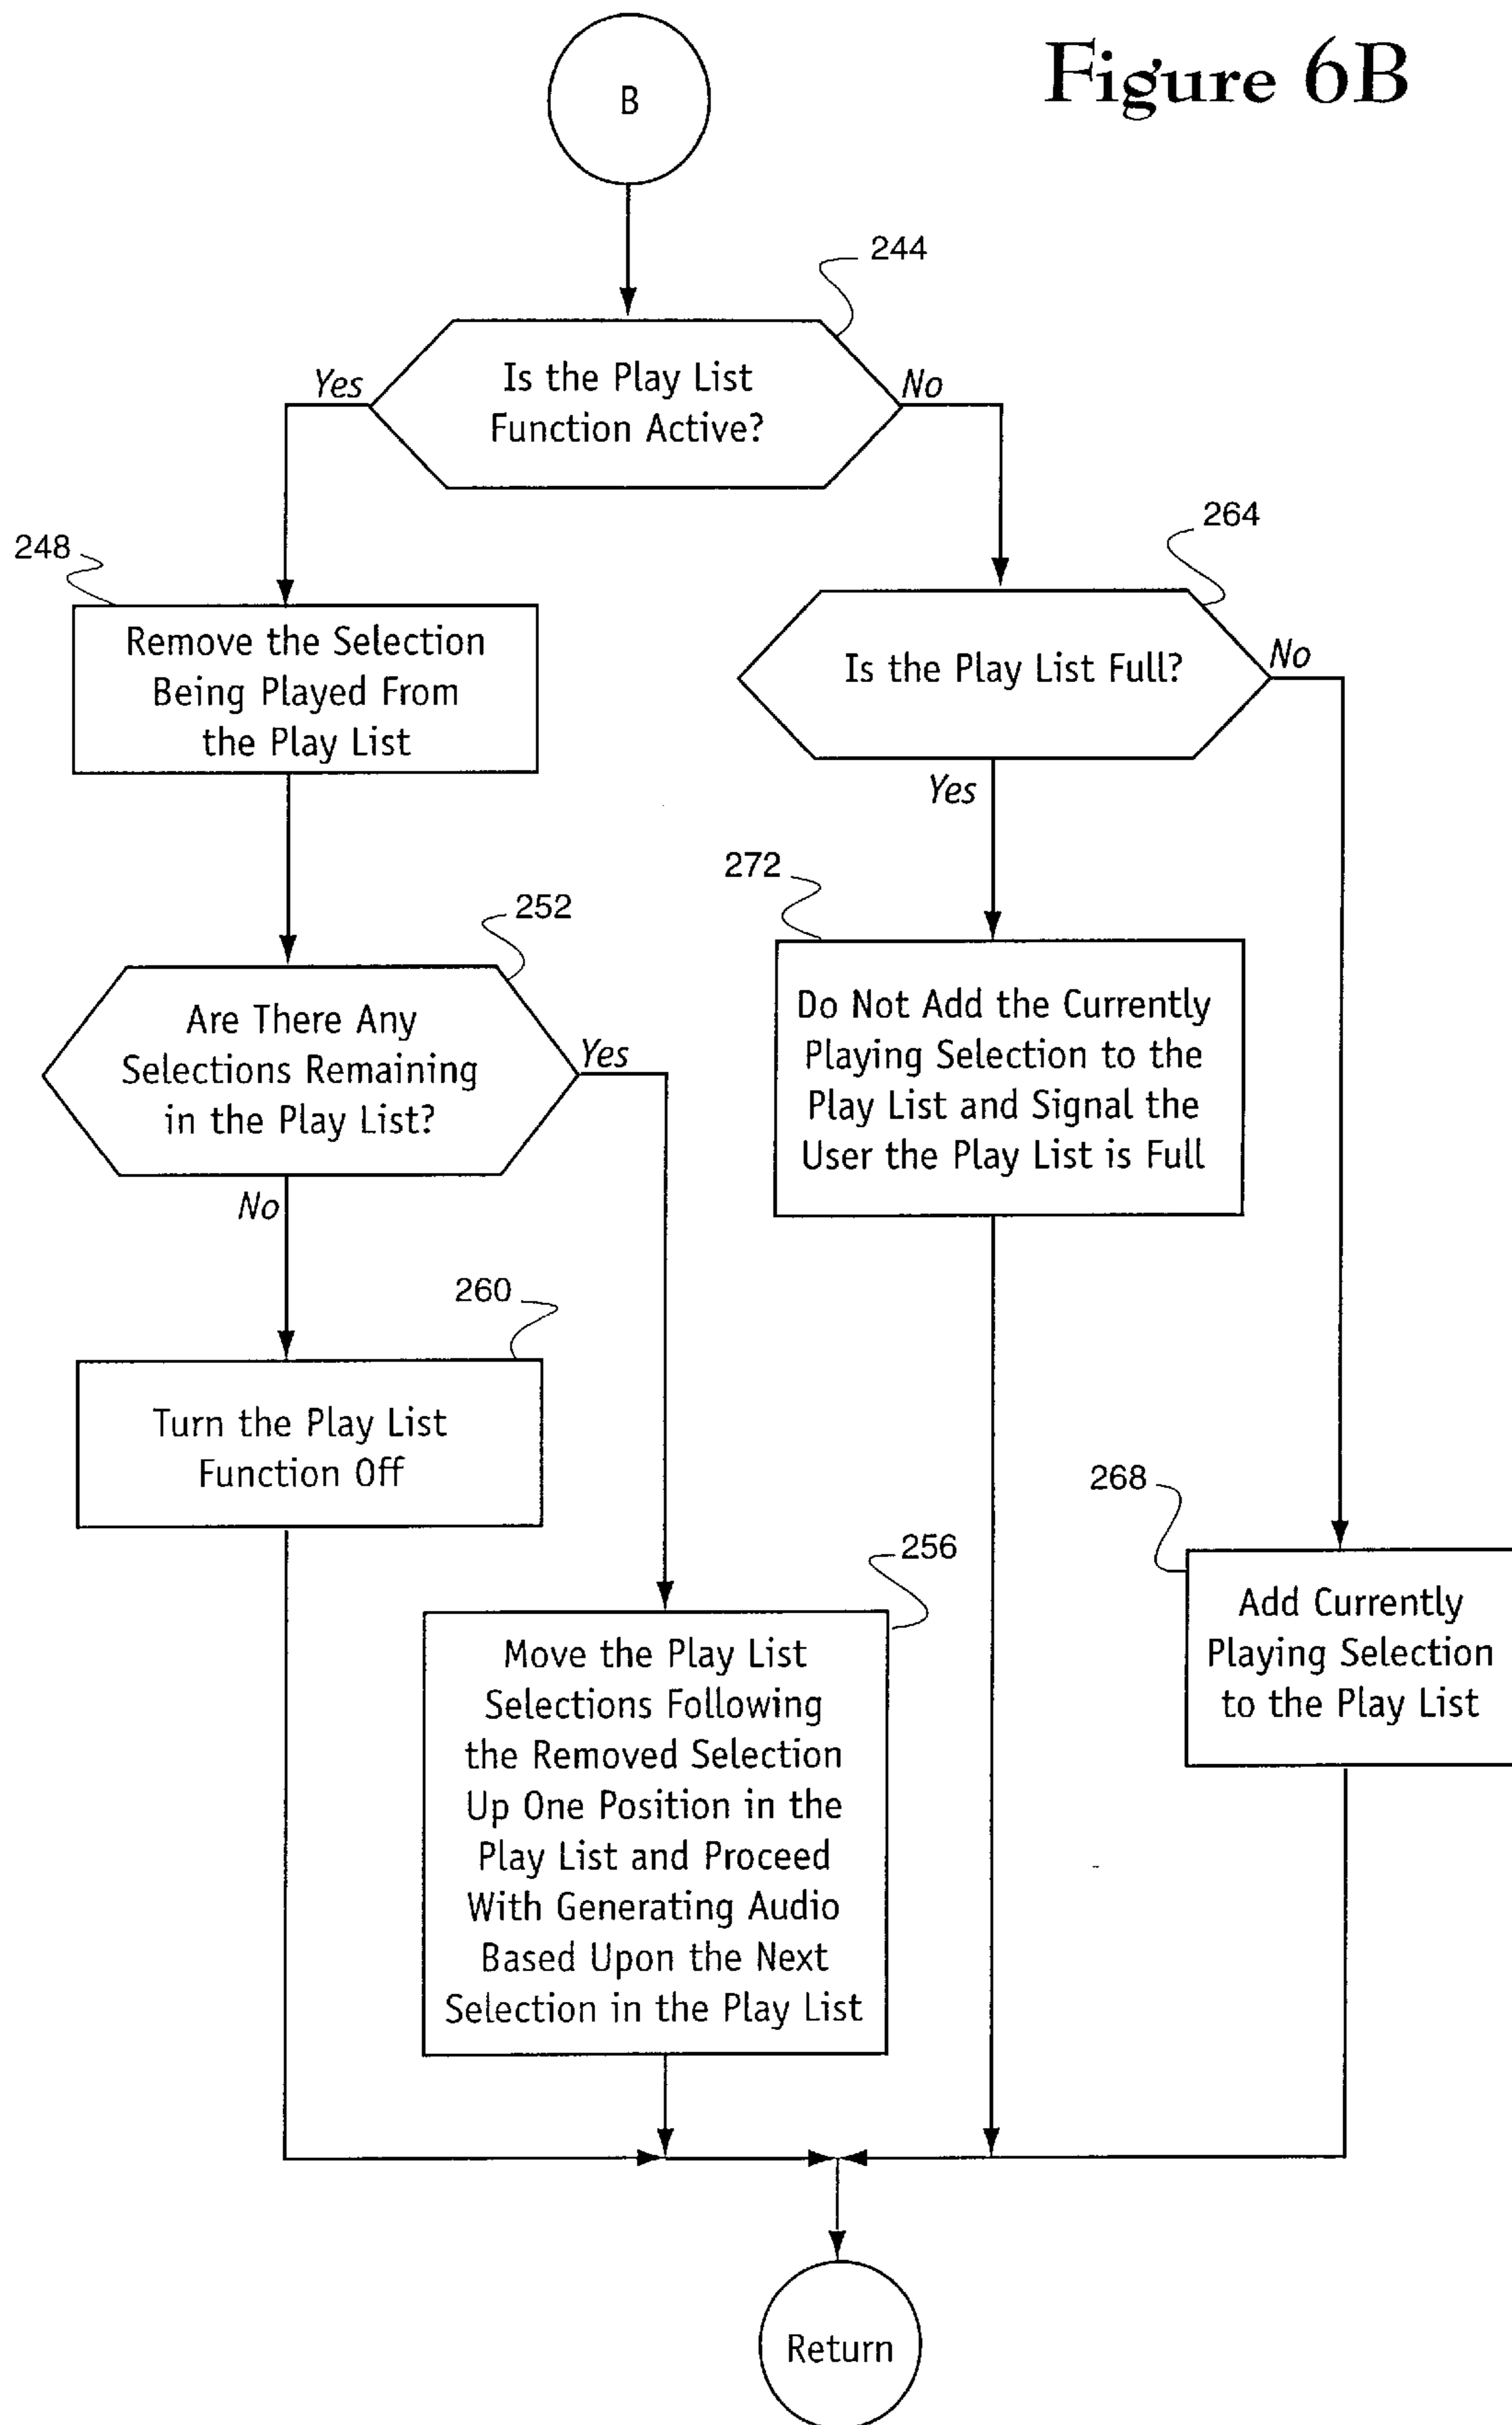 Figure 6B
B
244
Is the Play List
Function Active?
Yes
No
248
Remove the Selection
Being Played From
the Play List
264
Is the Play List Full?
No
Yes
252
Are There Any
Selections Remaining
in the Play List?
Yes
No
272
Do Not Add the Currently
Playing Selection to the
Play List and Signal the
User the Play List is Full
260
Turn the Play List
Function Off
256
Move the Play List
Selections Following
the Removed Selection
Up One Position in the
Play List and Proceed
With Generating Audio
Based Upon the Next
Selection in the Play List
268
Add Currently
Playing Selection
to the Play List
Return